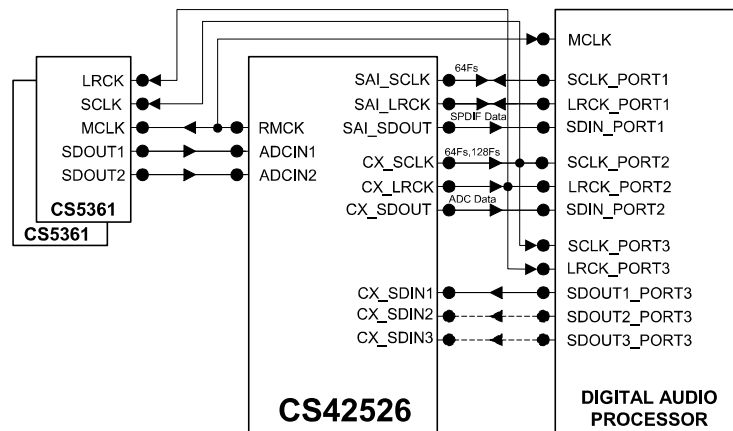 MCLK
64Fs
LRCK
SAI_SCLK
SCLK_PORT1
SCLK
SAI_LRCK
LRCK_PORT1
MCLK
RMCK
SAI_SDOUT
SPDIF Data
SDIN_PORT1
SDOUT1
ADCIN1
64Fs,128Fs
CX_SCLK
SCLK_PORT2
SDOUT2
ADCIN2
CX_LRCK
LRCK_PORT2
CS5361
ADC Data
CX_SDOUT
SDIN_PORT2
CS5361
SCLK_PORT3
LRCK_PORT3
CX_SDIN1
SDOUT1_PORT3
CX_SDIN2
SDOUT2_PORT3
CX_SDIN3
SDOUT3_PORT3
CS42526
DIGITAL AUDIO
PROCESSOR